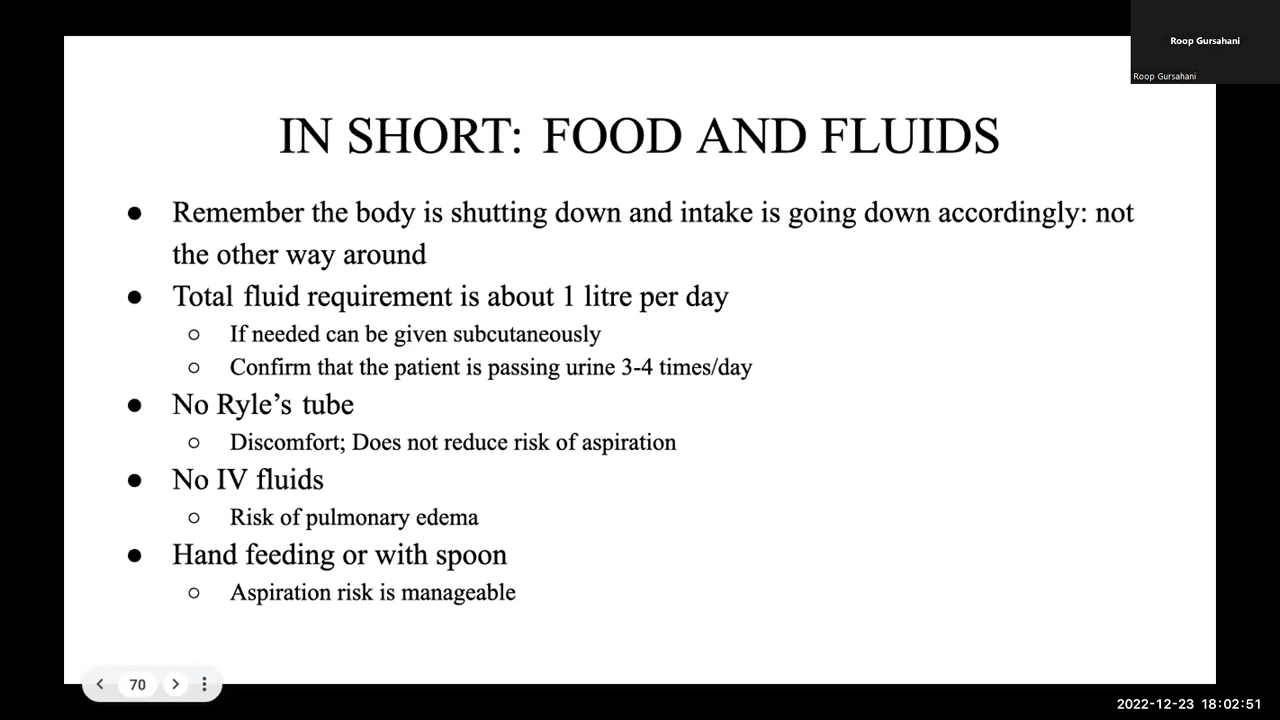 Roop Gursahani
Roop Gursahani
IN SHORT: FOOD AND FLUIDS
● Remember the body is shutting down and intake is going down accordingly: not
the other way around
● Total fluid requirement is about 1 litre per day
○ If needed can be given subcutaneously
○ Confirm that the patient is passing urine 3-4 times/day
● No Ryle’s tube
○ Discomfort; Does not reduce risk of aspiration
● No IV fluids
○ Risk of pulmonary edema
● Hand feeding or with spoon
○ Aspiration risk is manageable
70
2022-12-23 18:02:51